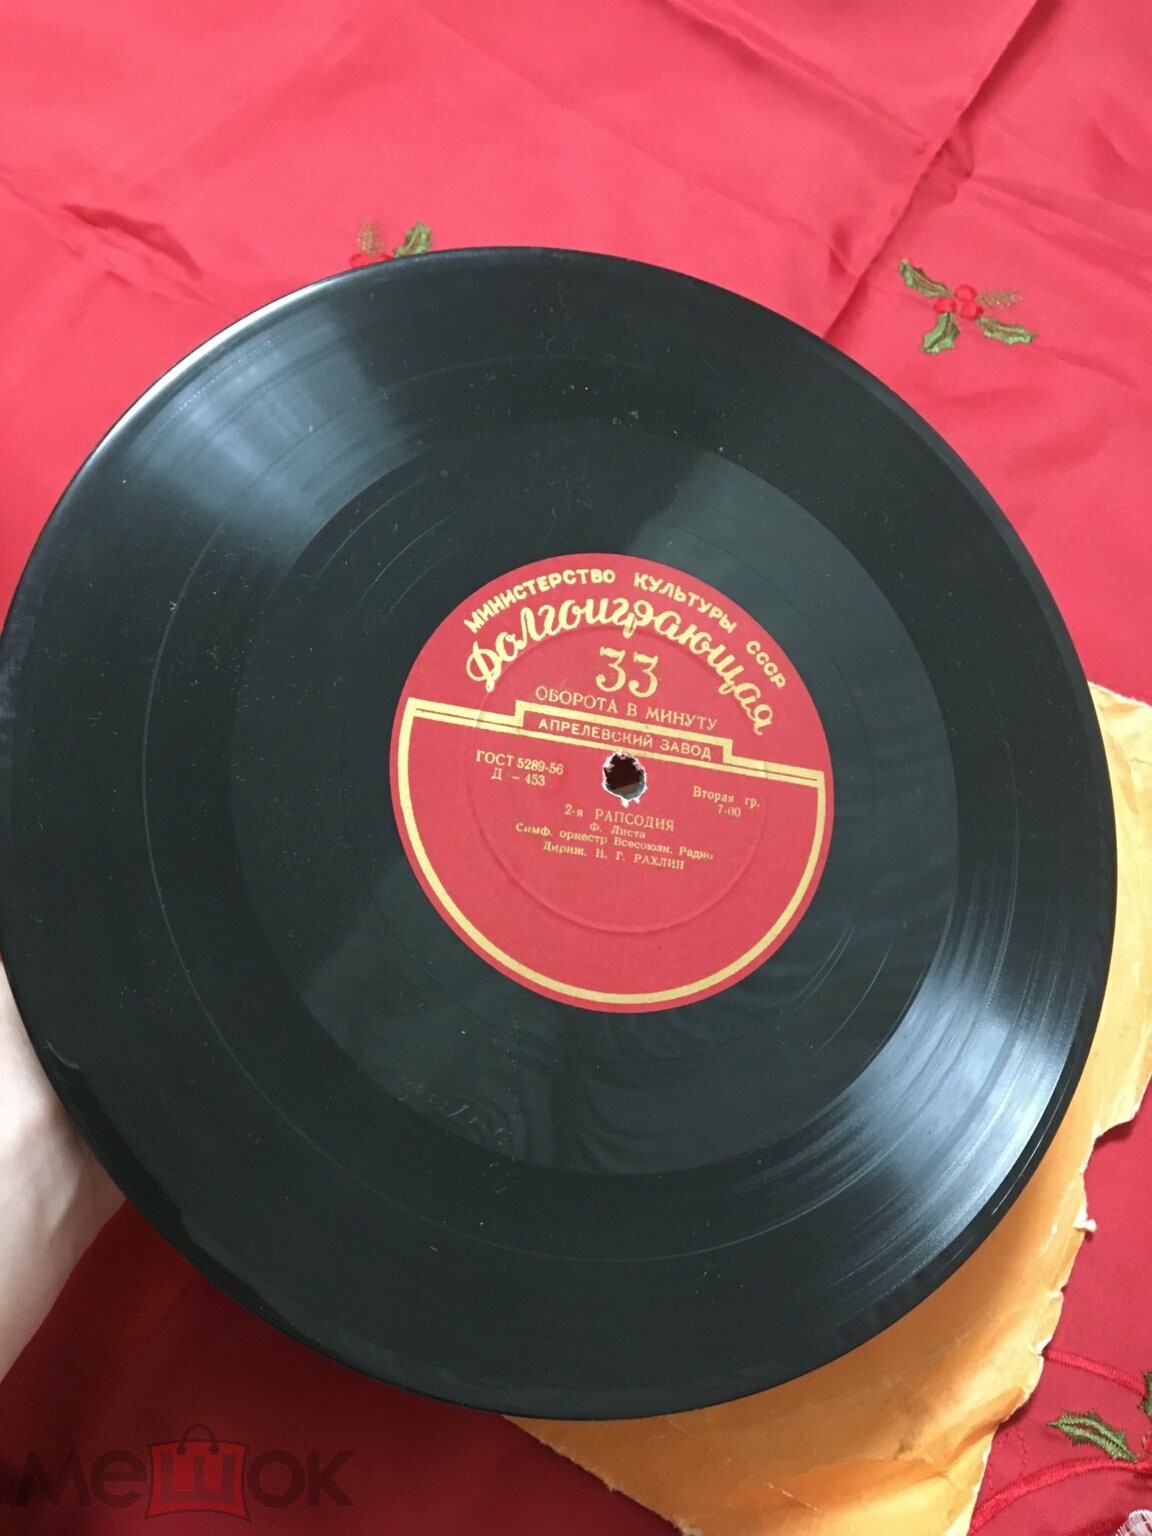 МИНИСТЕРСТВО КУЛЬТУРЫ СССР
Долгоиграющая
33
ОБОРОТА В МИНУТУ
АПРЕЛЕВСКИЙ ЗАВОД
ГОСТ 5289-56
Д - 453
Вторая гр.
7-00
2-я РАПСОДИЯ
Ф. Листа
Симф. оркестр Всесоюзн. Радио
Дириж. Н. Г. РАХЛИН
мешок